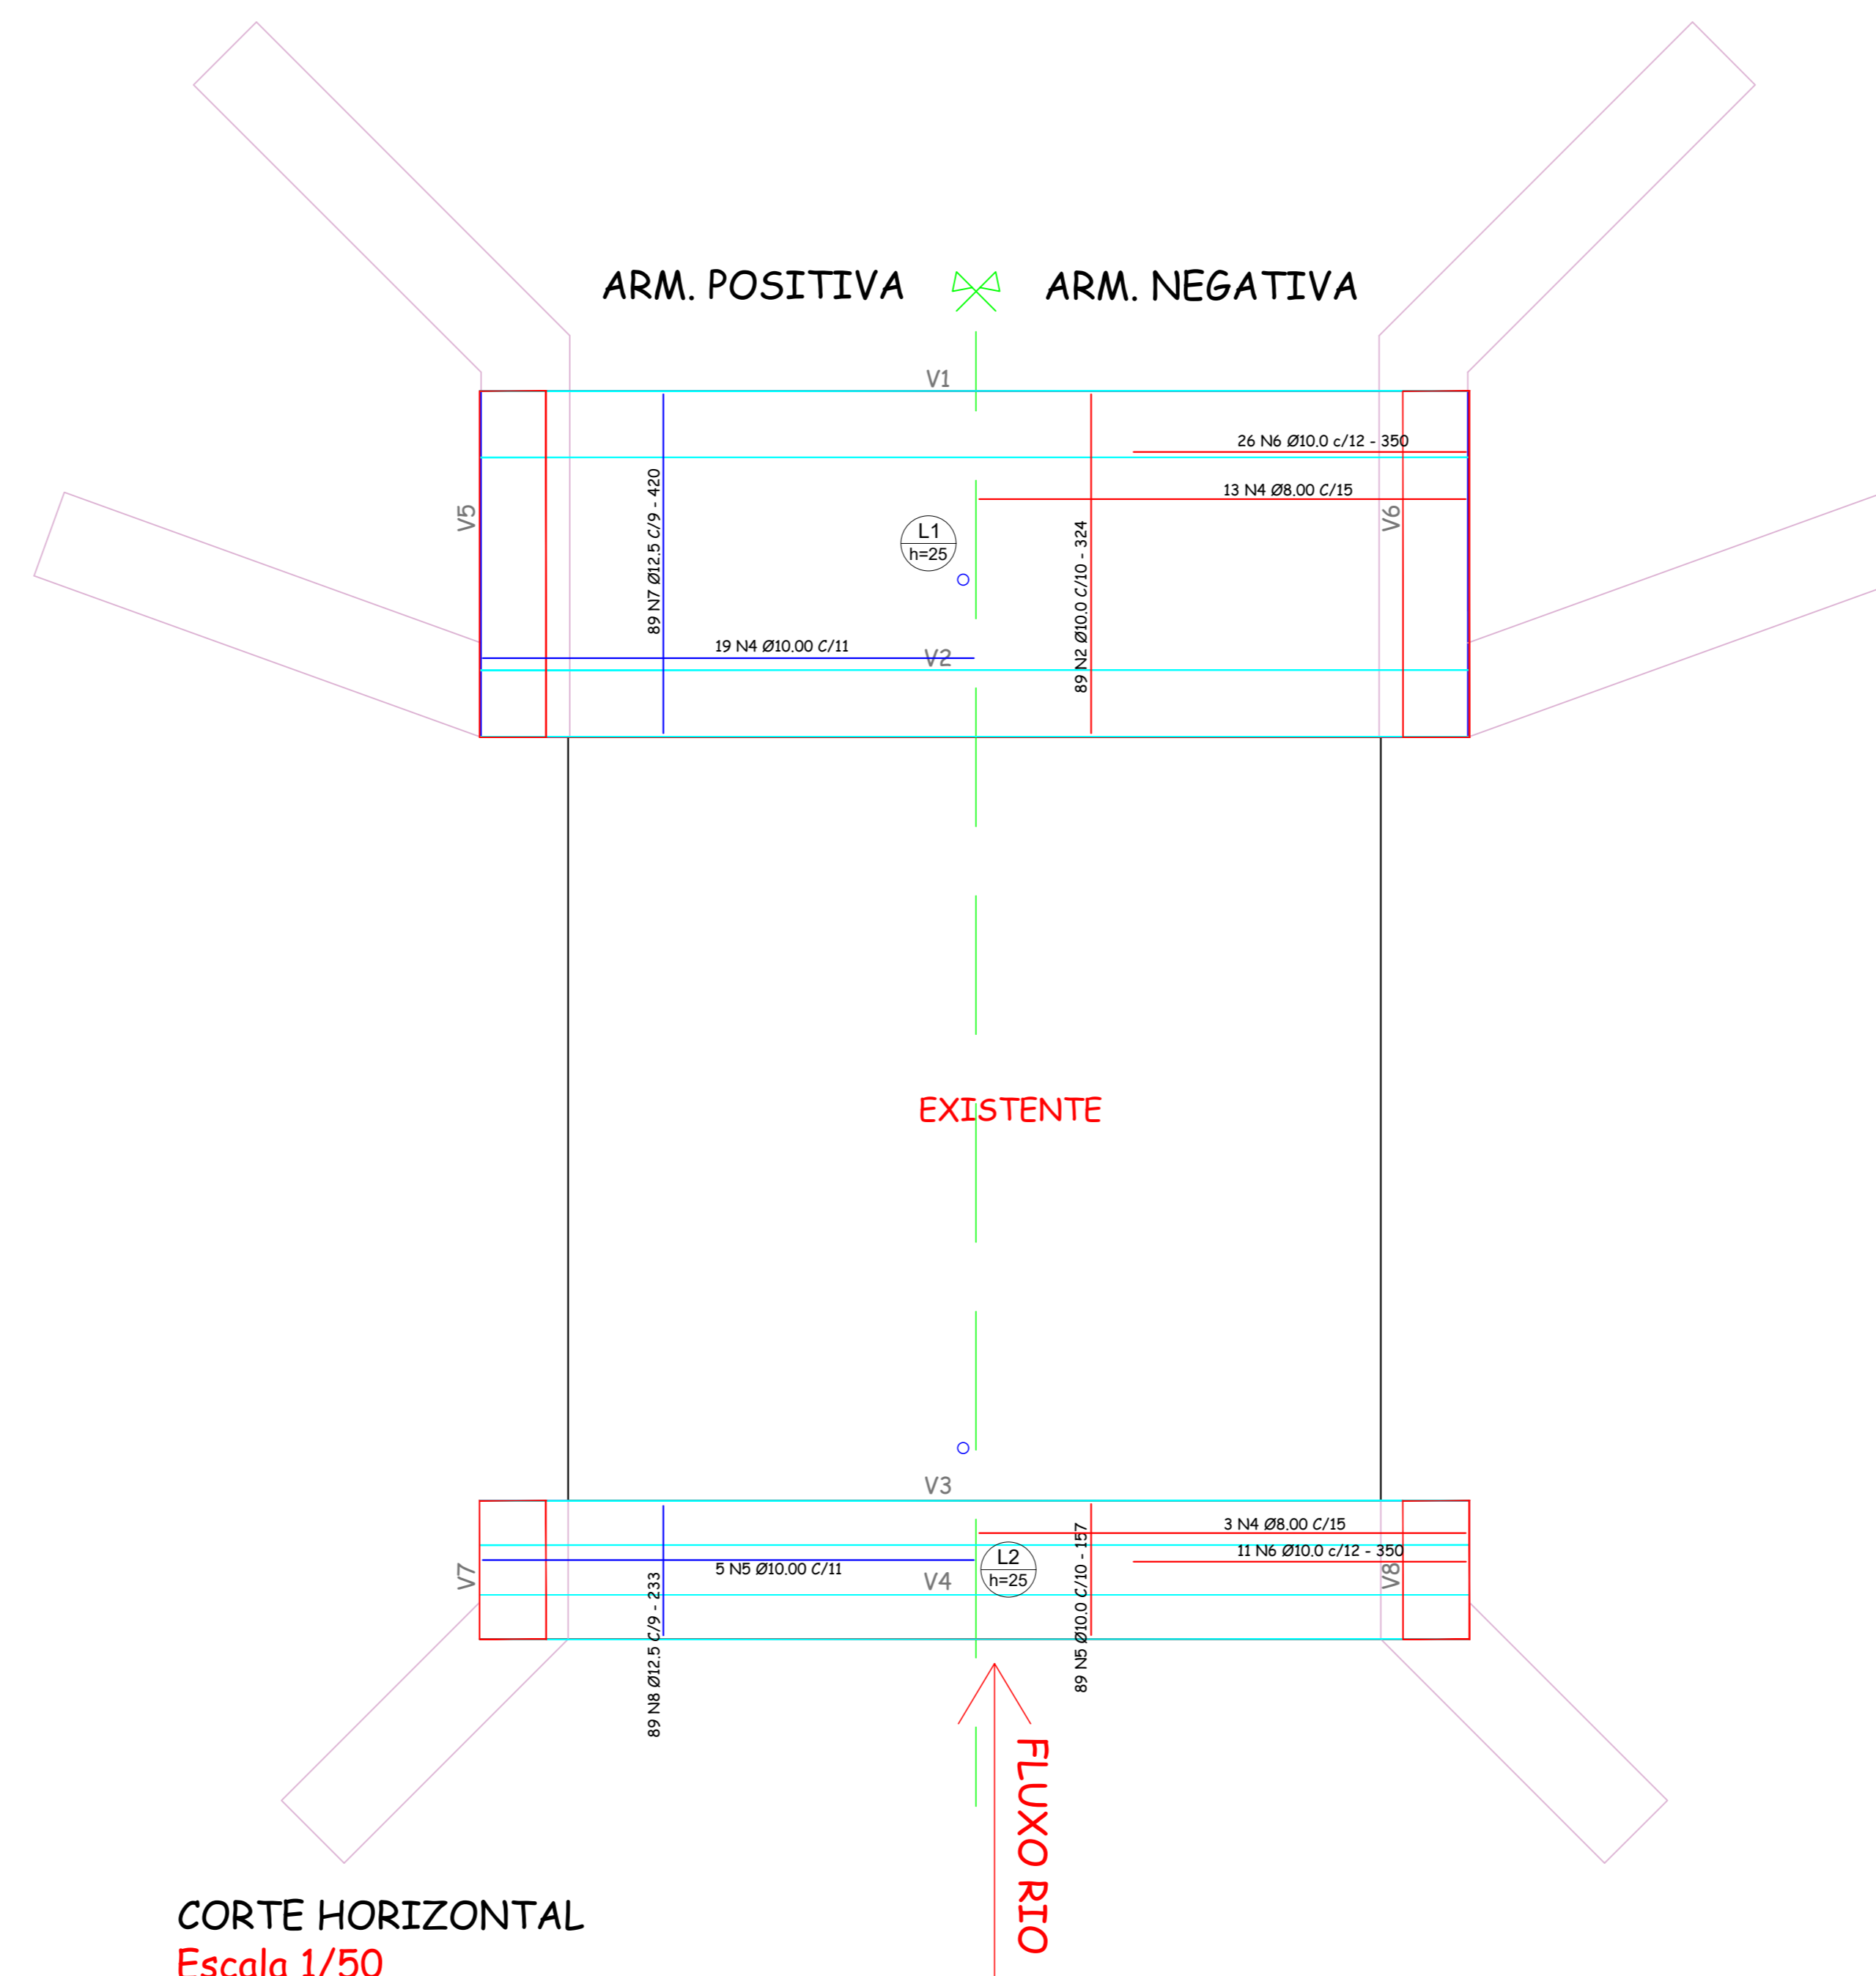 ARM. POSITIVA
ARM. NEGATIVA
V1
26 N6 Ø10.0 c/12 - 350
13 N4 Ø8.00 C/15
V5
V6
89 N7 Ø12.5 C/9 - 420
L1
h=25
89 N2 Ø10.0 C/10 - 324
19 N4 Ø10.00 C/11
V2
EXISTENTE
V3
3 N4 Ø8.00 C/15
11 N6 Ø10.0 c/12 - 350
V7
5 N5 Ø10.00 C/11
V4
L2
h=25
V8
89 N8 Ø12.5 C/9 - 233
89 N5 Ø10.0 C/10 - 157
FLUXO RIO
CORTE HORIZONTAL
Escala 1/50